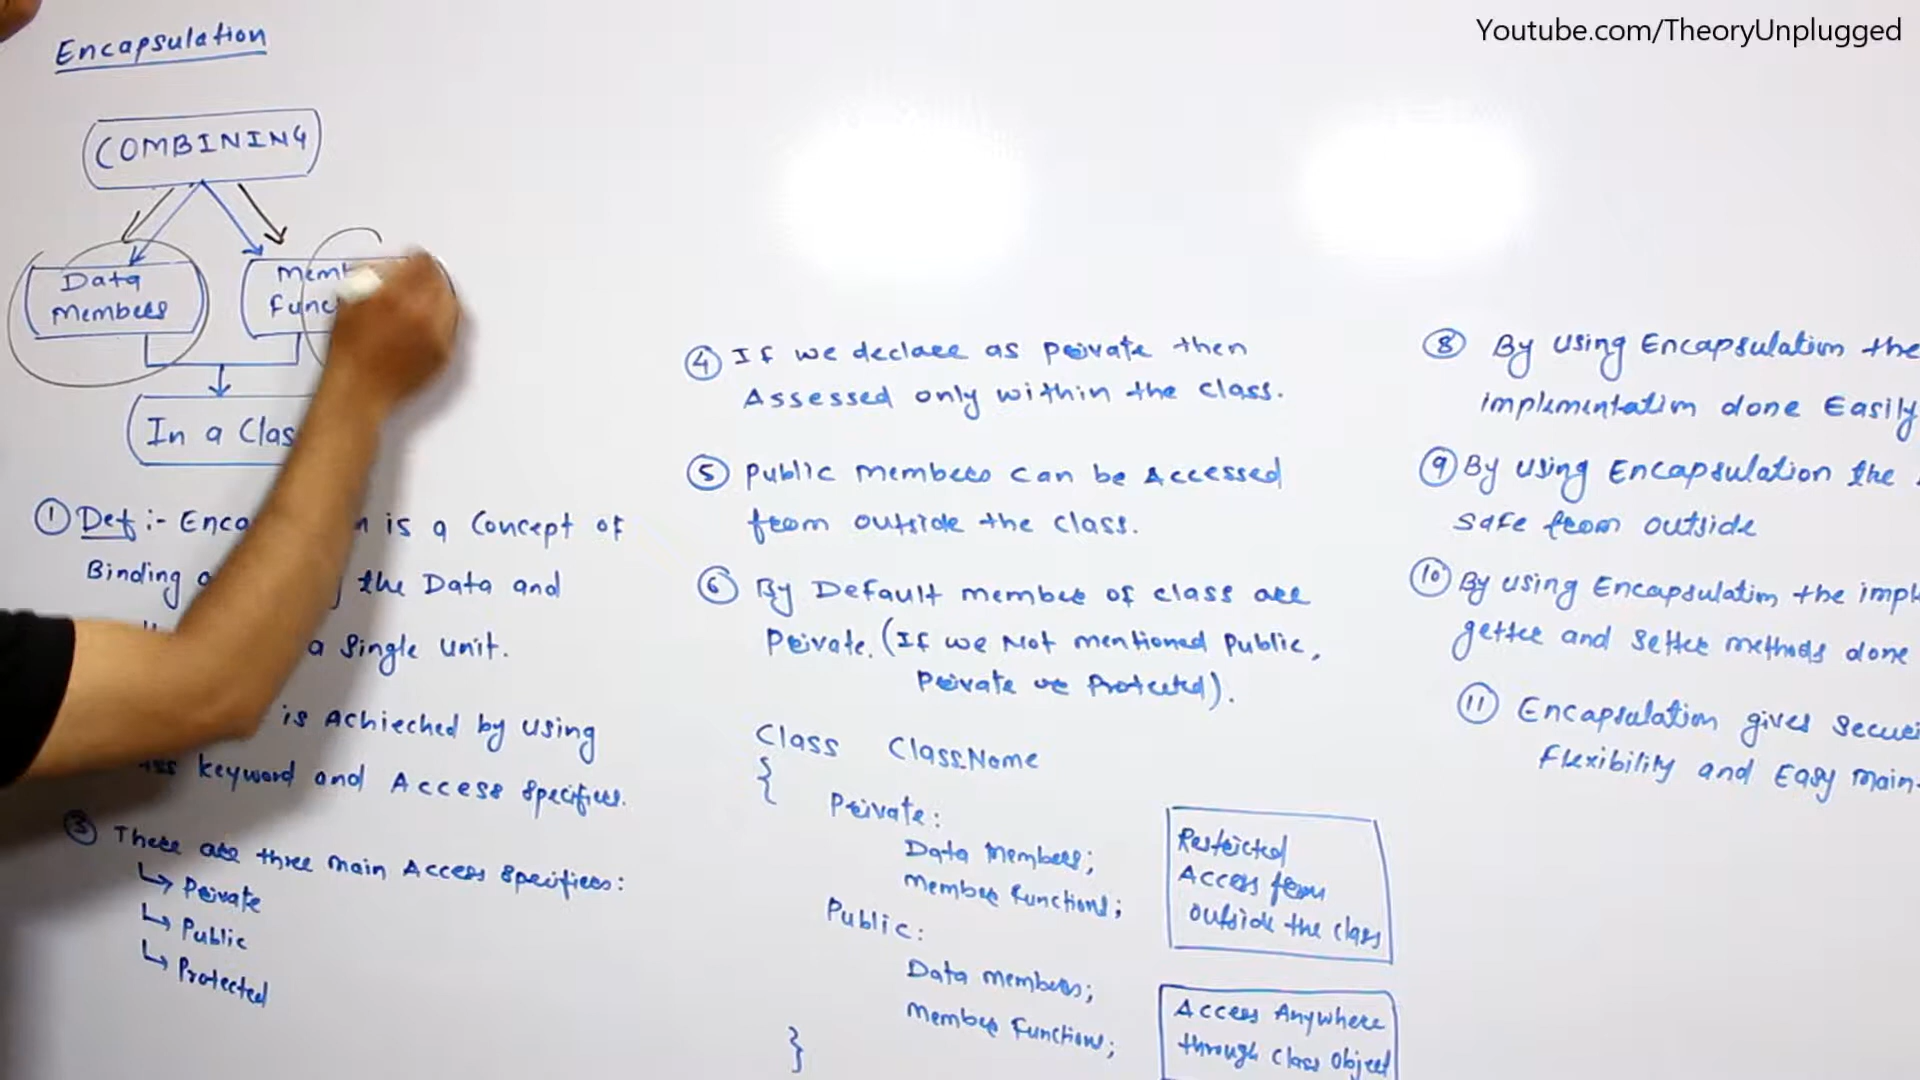 Youtube.com/TheoryUnplugged
Encapsulation
COMBINING
Data
Members
Memb
Func
In a Clas
① Def :- Enca n is a Concept of
Binding the Data and
a Single unit.
is Achieched by using
keyword and Access Specifiers.
③ There are three main Access Specifiers:
↳ Private
↳ Public
↳ Protected
④ If we declare as private then
Assessed only within the class.
⑤ Public Members can be Accessed
from outside the class.
⑥ By Default member of class are
Private. (If we Not mentioned Public,
Private or Protected).
Class ClassName
{
Private:
Data Members;
Member Functions;
Public:
Data members;
Member Functions;
}
Restricted
Access from
outside the class
Access Anywhere
through class Object
⑧ By using Encapsulation the
implementation done Easily
⑨ By using Encapsulation the
Safe from outside
⑩ By using Encapsulation the impl
getter and Setter methods done
⑪ Encapsulation gives Secur
Flexibility and Easy Main